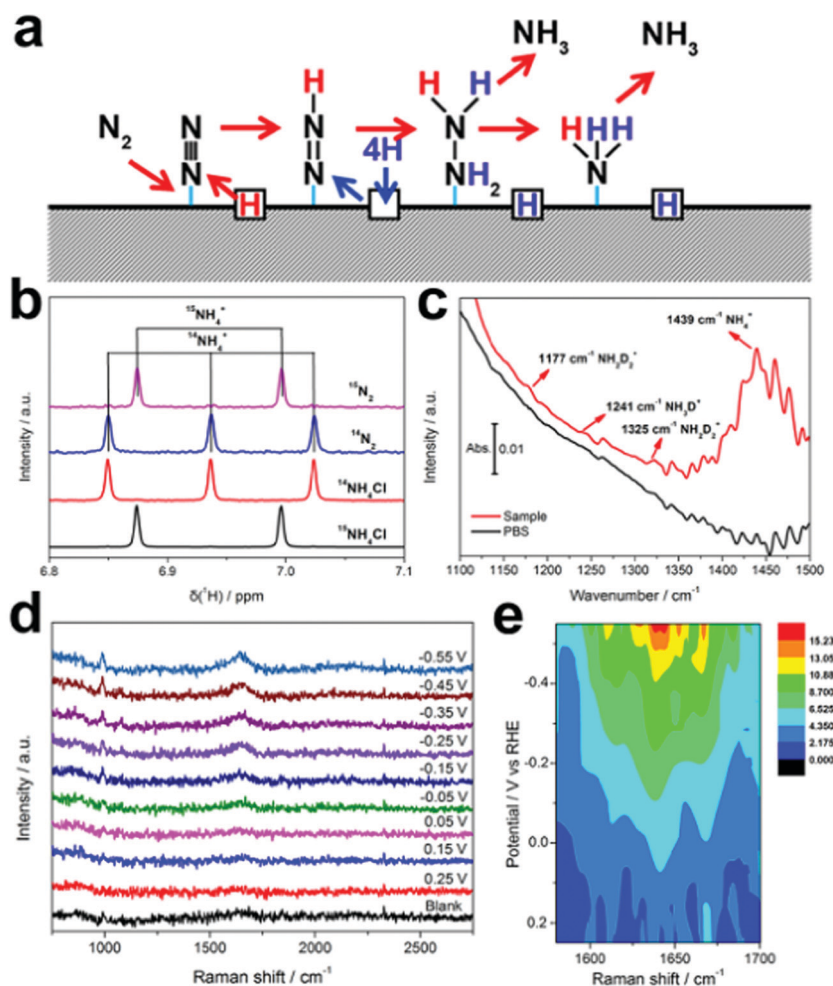 a
NH3 NH3
H H H
N2 N N N H H H
4H
N N NH2 N
H H H
b
15NH4+
14NH4+
15N2
14N2
14NH4Cl
15NH4Cl
Intensity / a.u.
6.8 6.9 7.0 7.1
δ(1H) / ppm
c
1439 cm-1 NH4+
1177 cm-1 NH2D2+
1241 cm-1 NH3D+
1325 cm-1 NH2D2+
Abs. 0.01
Sample
PBS
Intensity / a.u.
1100 1150 1200 1250 1300 1350 1400 1450 1500
Wavenumber / cm-1
d
-0.55 V
-0.45 V
-0.35 V
-0.25 V
-0.15 V
-0.05 V
0.05 V
0.15 V
0.25 V
Blank
Intensity / a.u.
1000 1500 2000 2500
Raman shift / cm-1
e
15.23
13.05
10.88
8.700
6.525
4.350
2.175
0.000
Potential / V vs RHE
-0.4
-0.2
0.0
0.2
1600 1650 1700
Raman shift / cm-1